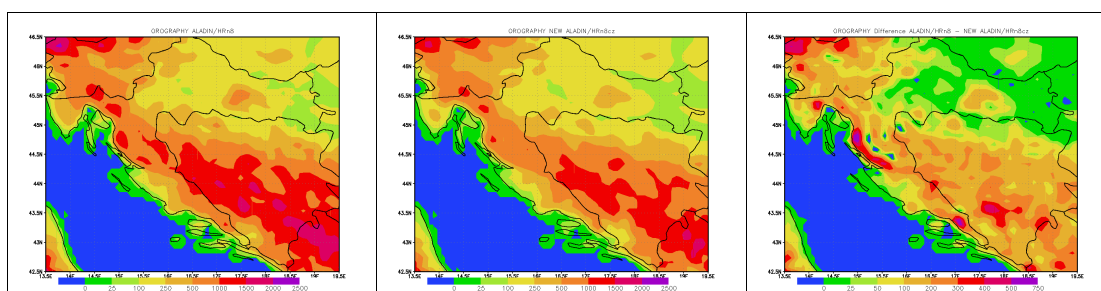 OROGRAPHY ALADIN/HRn8
46.5N
46N
45.5N
45N
44.5N
44N
43.5N
43N
42.5N
13.5E 14E 14.5E 15E 15.5E 16E 16.5E 17E 17.5E 18E 18.5E 19E 19.5E
0 25 100 250 500 1000 1500 2000 2500
OROGRAPHY NEW ALADIN/HRn8cz
46.5N
46N
45.5N
45N
44.5N
44N
43.5N
43N
42.5N
13.5E 14E 14.5E 15E 15.5E 16E 16.5E 17E 17.5E 18E 18.5E 19E 19.5E
0 25 100 250 500 1000 1500 2000 2500
OROGRAPHY Difference ALADIN/HRn8 - NEW ALADIN/HRn8cz
46.5N
46N
45.5N
45N
44.5N
44N
43.5N
43N
42.5N
13.5E 14E 14.5E 15E 15.5E 16E 16.5E 17E 17.5E 18E 18.5E 19E 19.5E
0 25 50 100 200 300 400 500 750